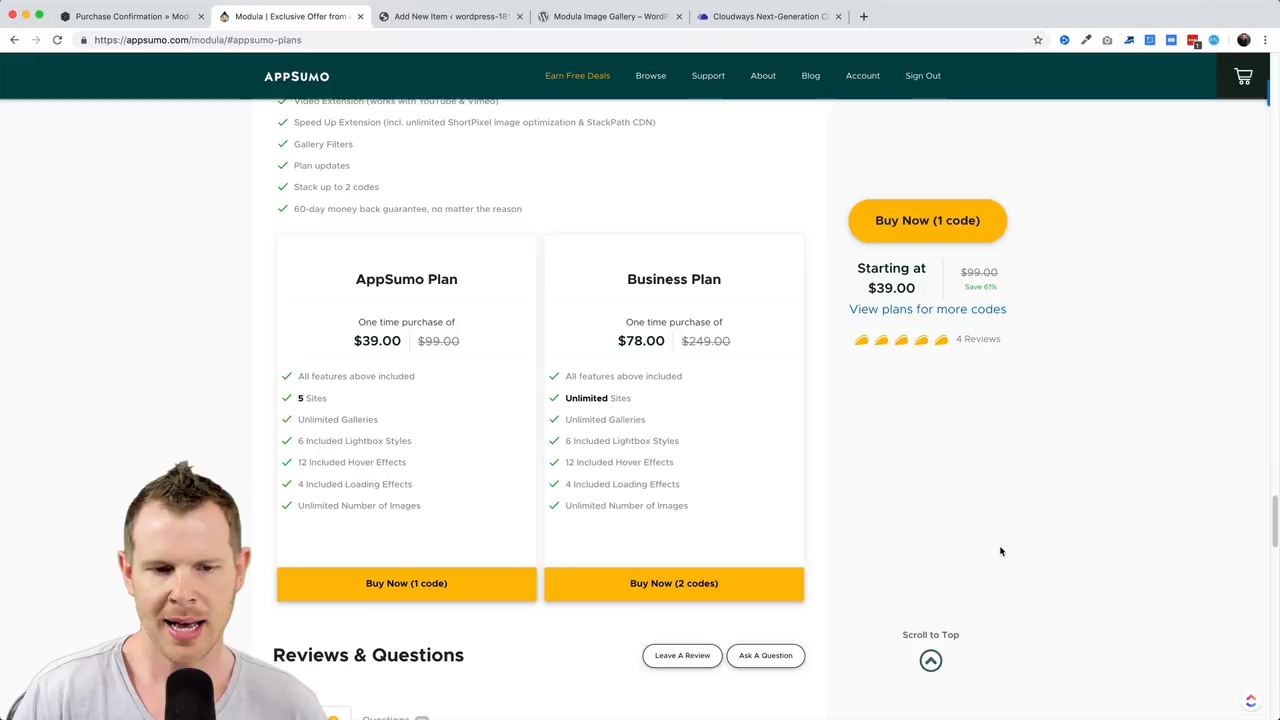 Purchase Confirmation » Modu
Modula | Exclusive Offer from A
Add New Item ‹ wordpress-181
Modula Image Gallery – WordPr
Cloudways Next-Generation C
https://appsumo.com/modula/#appsumo-plans
1
APPSUMO
Earn Free Deals
Browse
Support
About
Blog
Account
Sign Out
Video Extension (works with YouTube & Vimeo)
Speed Up Extension (incl. unlimited ShortPixel image optimization & StackPath CDN)
Gallery Filters
Plan updates
Stack up to 2 codes
60-day money back guarantee, no matter the reason
AppSumo Plan
One time purchase of
$39.00 $99.00
All features above included
5 Sites
Unlimited Galleries
6 Included Lightbox Styles
12 Included Hover Effects
4 Included Loading Effects
Unlimited Number of Images
Buy Now (1 code)
Business Plan
One time purchase of
$78.00 $249.00
All features above included
Unlimited Sites
Unlimited Galleries
6 Included Lightbox Styles
12 Included Hover Effects
4 Included Loading Effects
Unlimited Number of Images
Buy Now (2 codes)
Buy Now (1 code)
Starting at
$39.00
$99.00
Save 61%
View plans for more codes
4 Reviews
Scroll to Top
Reviews & Questions
Leave A Review
Ask A Question
Questions